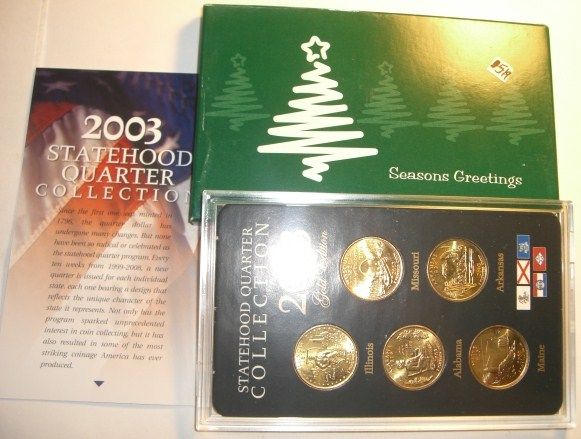 2003
STATEHOOD
QUARTER
COLLECTION
Since the first one was minted in
1796, the quarter dollar has
undergone many changes. But none
have been so radical or celebrated as
the statehood quarter program. Every
ten weeks from 1999-2008, a new
quarter is issued for each individual
state, each one bearing a design that
reflects the unique character of the
state it represents. Not only has the
program sparked unprecedented
interest in coin collecting, but it has
also resulted in some of the most
striking coinage America has ever
produced.
Seasons Greetings
STATEHOOD QUARTER
COLLECTION
Missouri
Arkansas
Illinois
Alabama
Maine